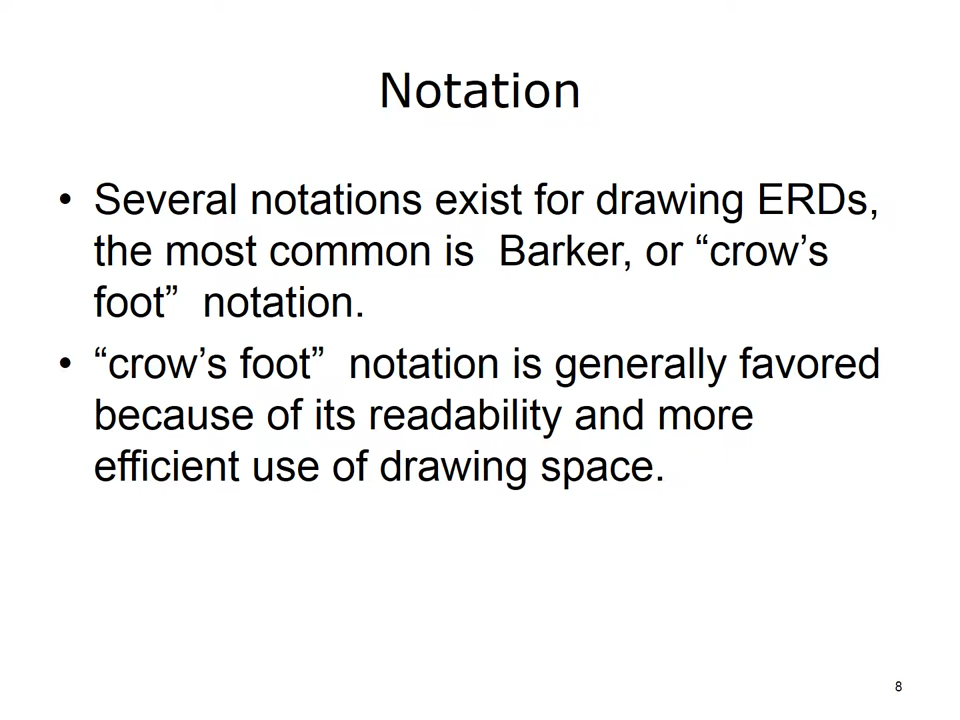 Notation
• Several notations exist for drawing ERDs,
the most common is  Barker, or “crow’s
foot”  notation.
• “crow’s foot”  notation is generally favored
because of its readability and more
efficient use of drawing space.
8